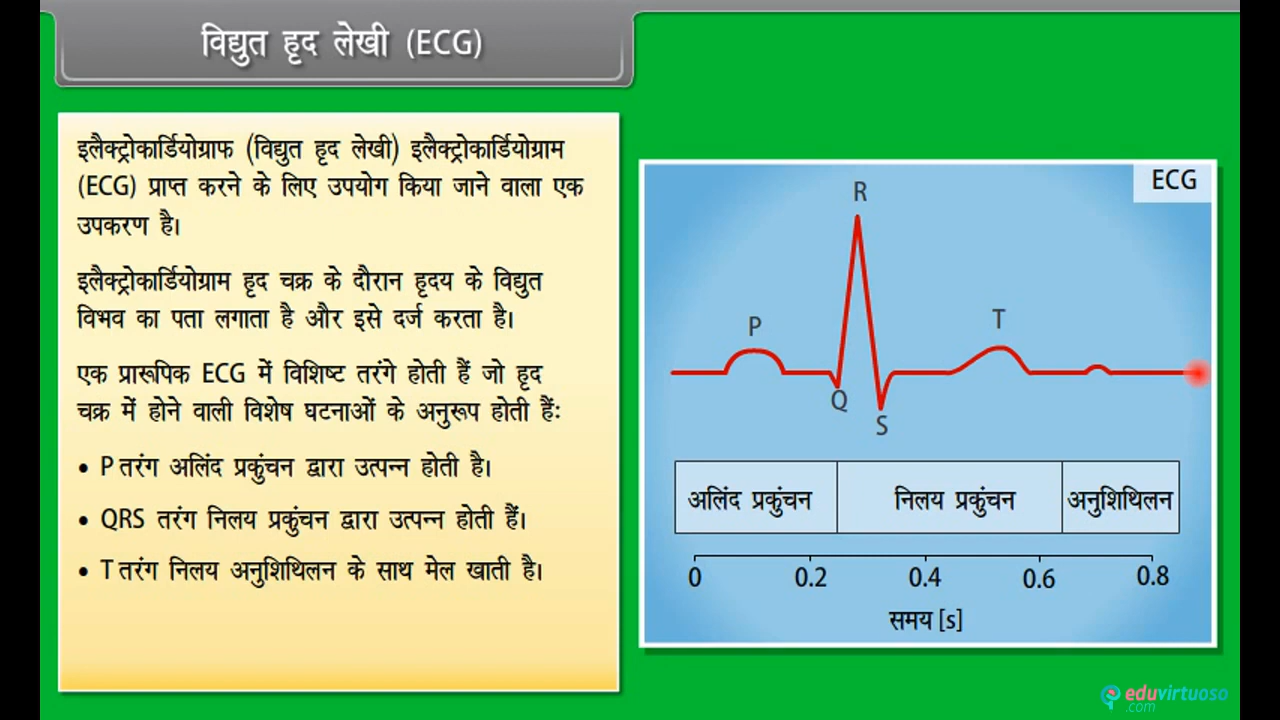 विद्युत हृद लेखी (ECG)
इलैक्ट्रोकार्डियोग्राफ (विद्युत हृद लेखी) इलैक्ट्रोकार्डियोग्राम
(ECG) प्राप्त करने के लिए उपयोग किया जाने वाला एक
उपकरण है।
इलैक्ट्रोकार्डियोग्राम हृद चक्र के दौरान हृदय के विद्युत
विभव का पता लगाता है और इसे दर्ज करता है।
एक प्रारूपिक ECG में विशिष्ट तरंगे होती हैं जो हृद
चक्र में होने वाली विशेष घटनाओं के अनुरूप होती हैं:
• P तरंग अलिंद प्रकुंचन द्वारा उत्पन्न होती है।
• QRS तरंग निलय प्रकुंचन द्वारा उत्पन्न होती हैं।
• T तरंग निलय अनुशिथिलन के साथ मेल खाती है।
ECG
R
P
T
Q
S
अलिंद प्रकुंचन निलय प्रकुंचन अनुशिथिलन
0 0.2 0.4 0.6 0.8
समय [s]
eduvirtuoso
.com